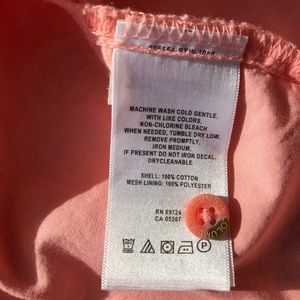 MACHINE WASH COLD GENTLE,
WITH LIKE COLORS,
NON-CHLORINE BLEACH
WHEN NEEDED, TUMBLE DRY LOW,
REMOVE PROMPTLY,
IRON MEDIUM.
IF PRESENT DO NOT IRON DECAL.
DRYCLEANABLE
SHELL: 100% COTTON
MESH LINING: 100% POLYESTER
RN 69724
CA 05367
P